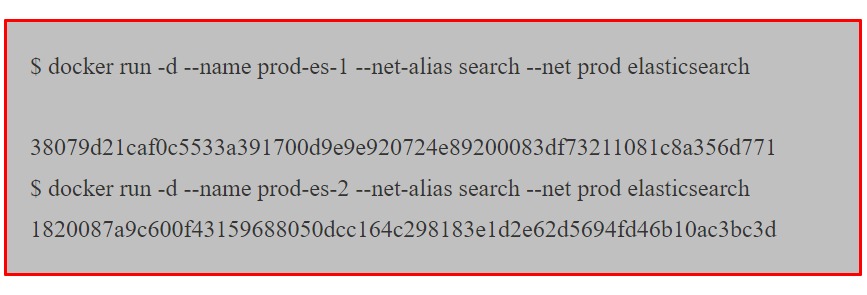 $ docker run -d --name prod-es-1 --net-alias search --net prod elasticsearch
38079d21caf0c5533a391700d9e9e920724e89200083df73211081c8a356d771
$ docker run -d --name prod-es-2 --net-alias search --net prod elasticsearch
1820087a9c600f43159688050dcc164c298183e1d2e62d5694fd46b10ac3bc3d